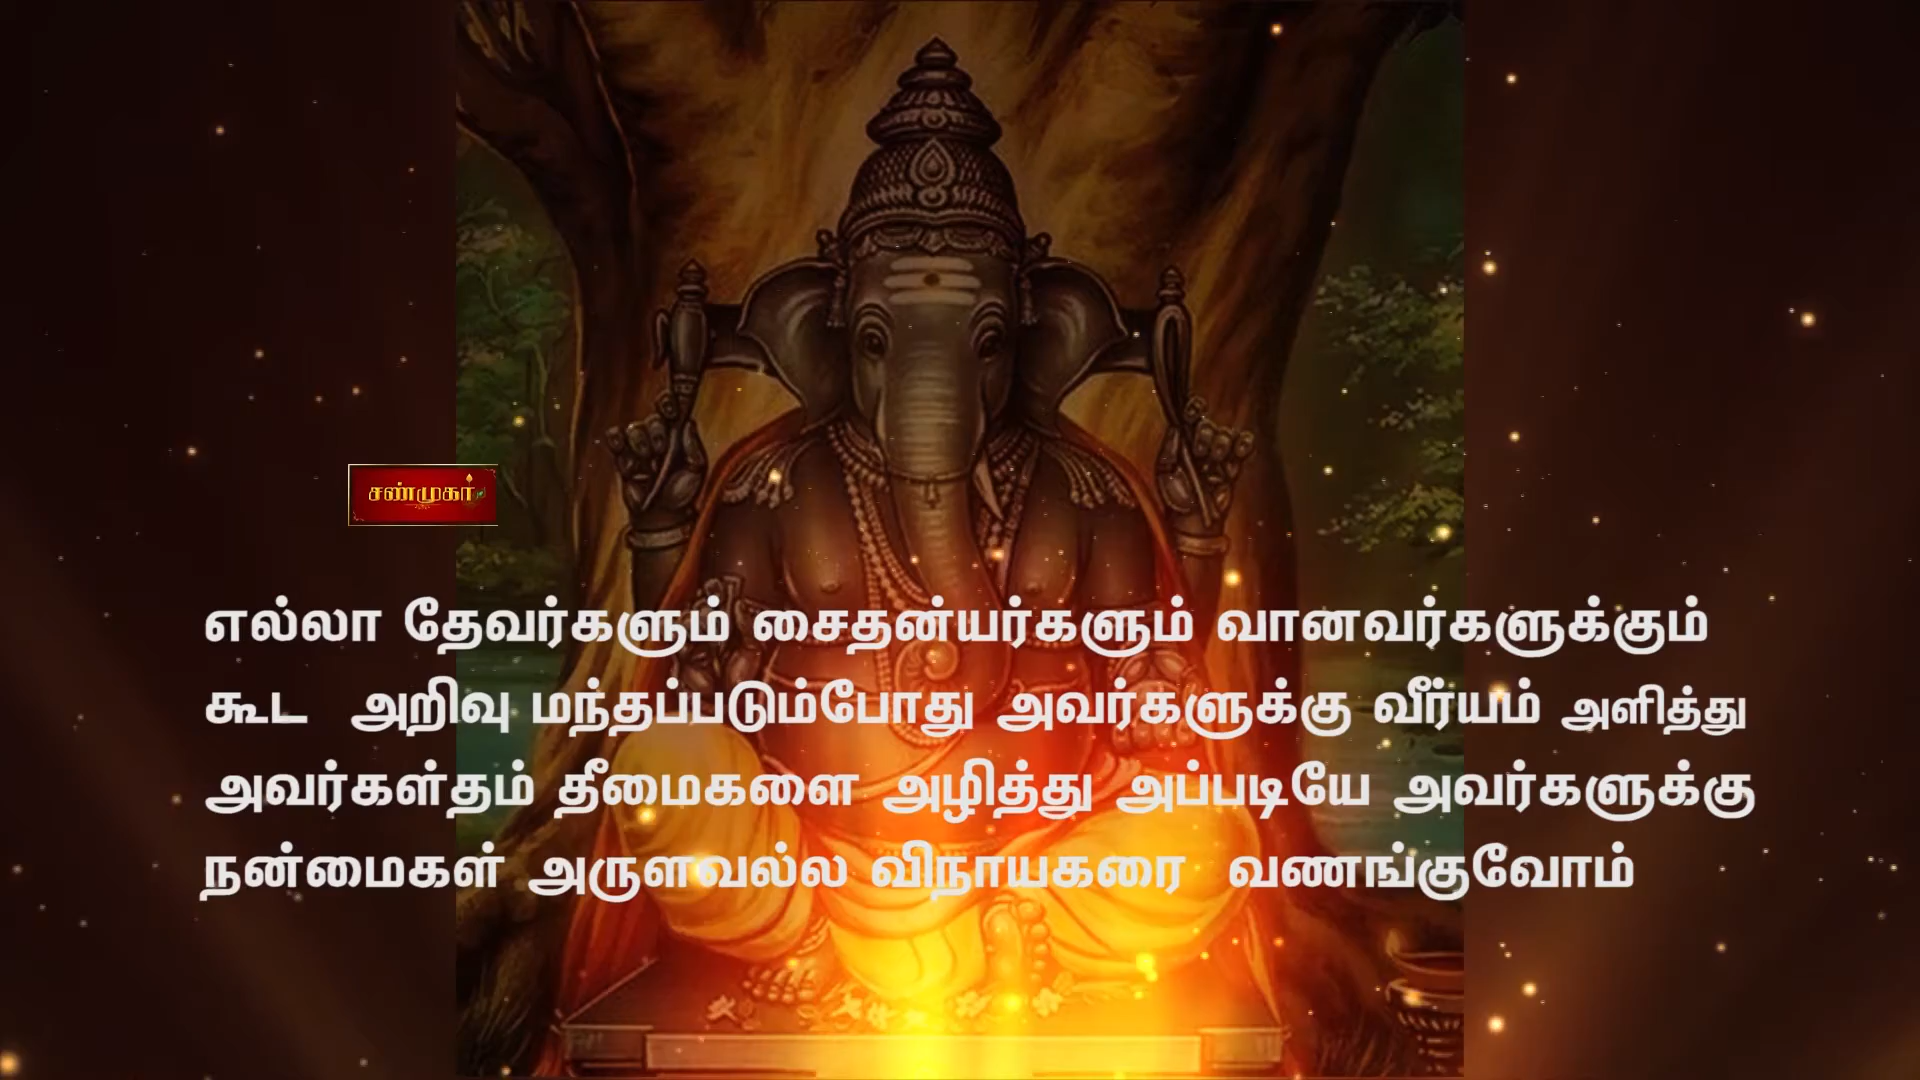 சண்முகர்
எல்லா தேவர்களும் சைதன்யர்களும் வானவர்களுக்கும்
கூட அறிவு மந்தப்படும்போது அவர்களுக்கு வீர்யம் அளித்து
அவர்கள்தம் தீமைகளை அழித்து அப்படியே அவர்களுக்கு
நன்மைகள் அருளவல்ல விநாயகரை வணங்குவோம்